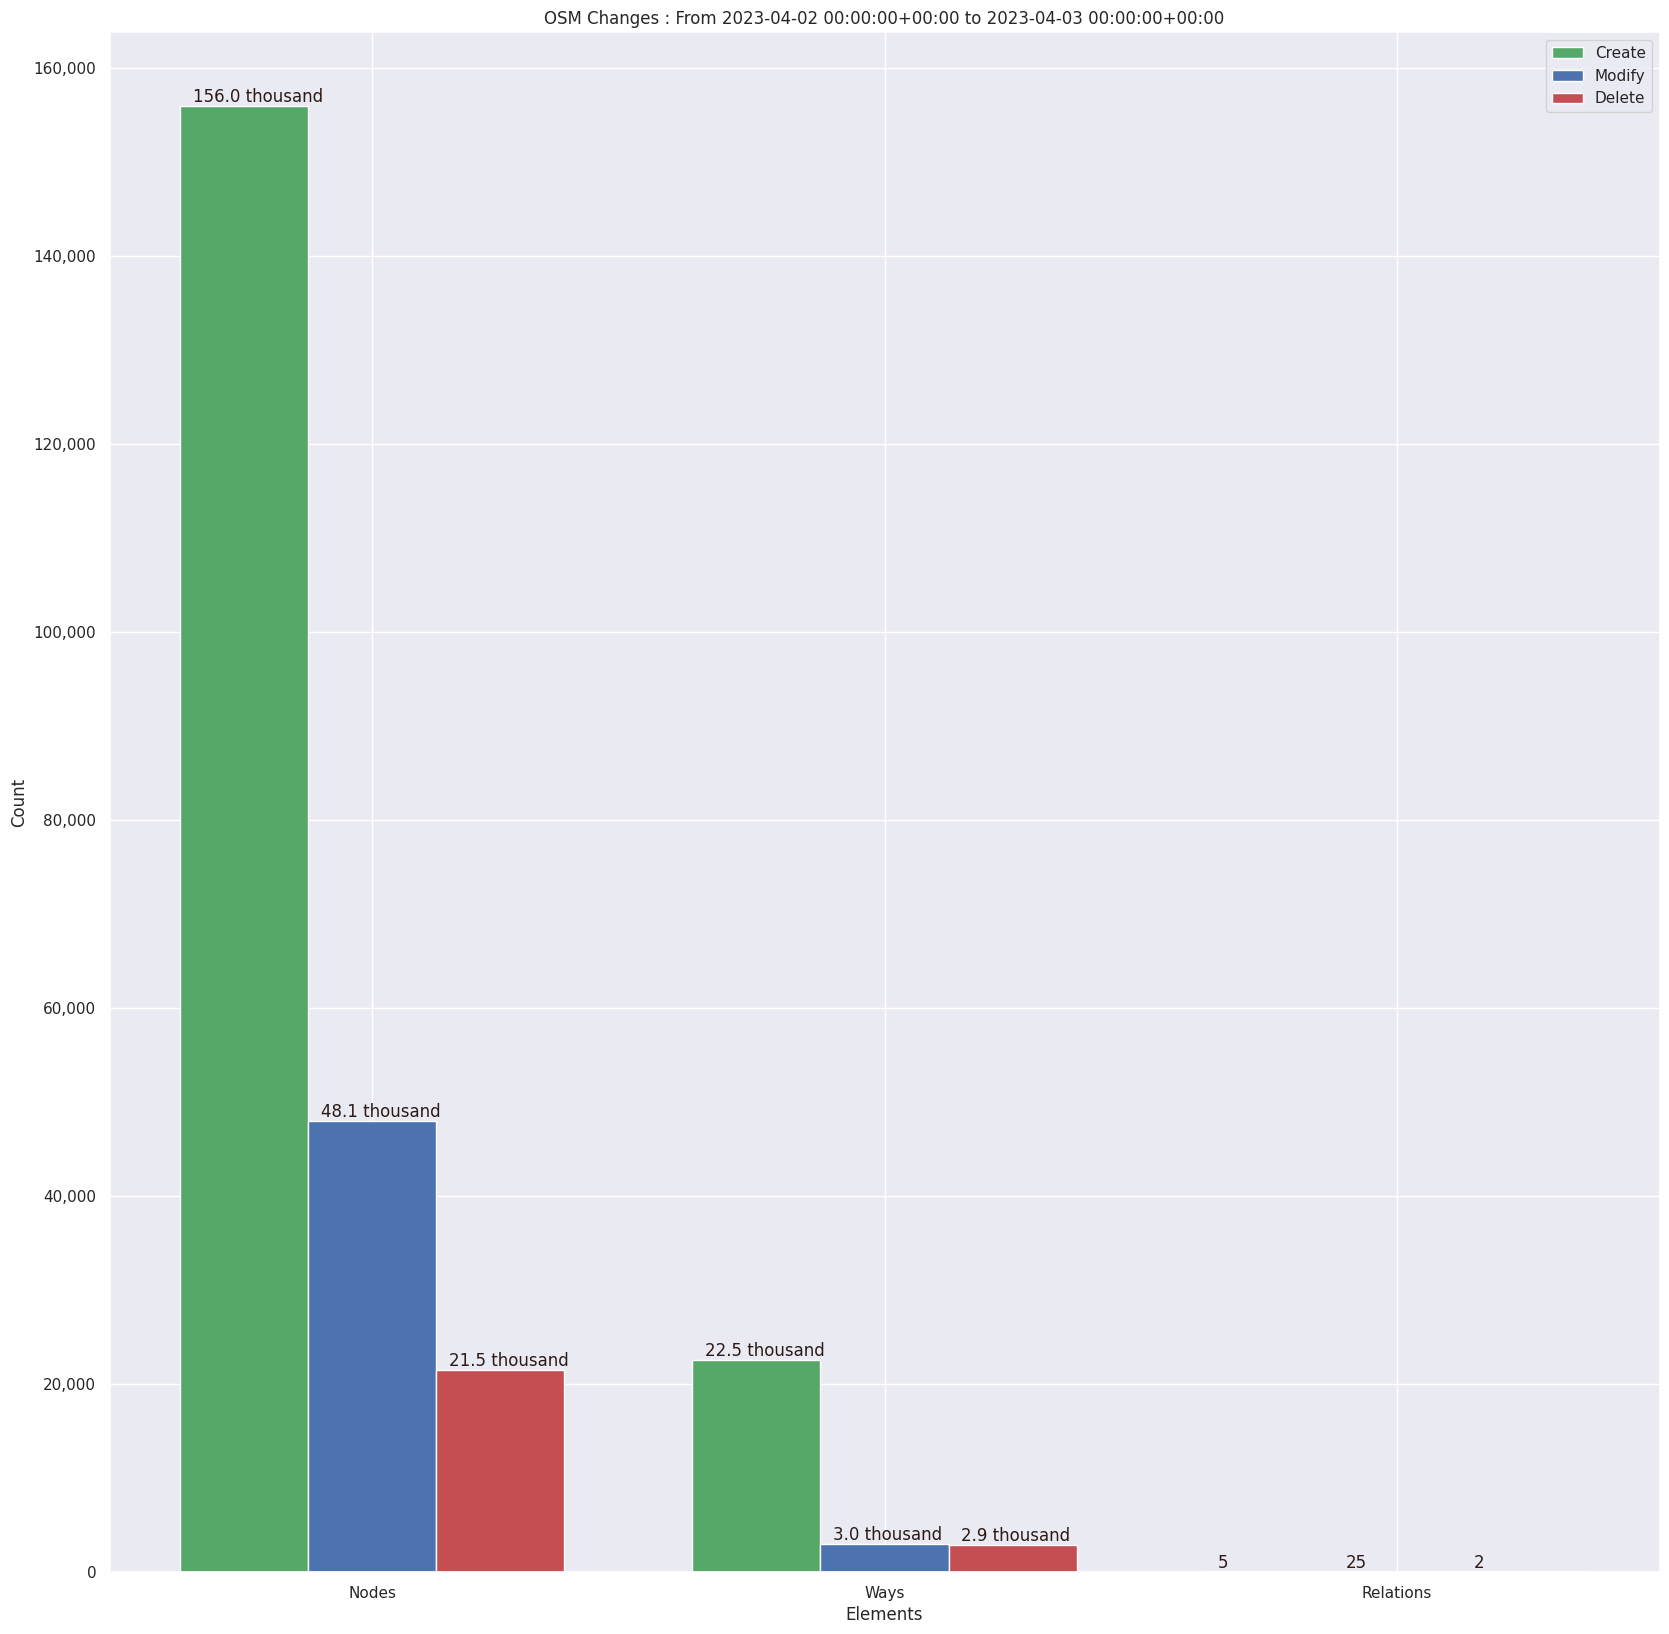 OSM Changes : From 2023-04-02 00:00:00+00:00 to 2023-04-03 00:00:00+00:00
Create
Modify
Delete
160,000
140,000
120,000
100,000
80,000
60,000
40,000
20,000
0
Count
156.0 thousand
48.1 thousand
21.5 thousand
22.5 thousand
3.0 thousand
2.9 thousand
5
25
2
Nodes
Ways
Relations
Elements